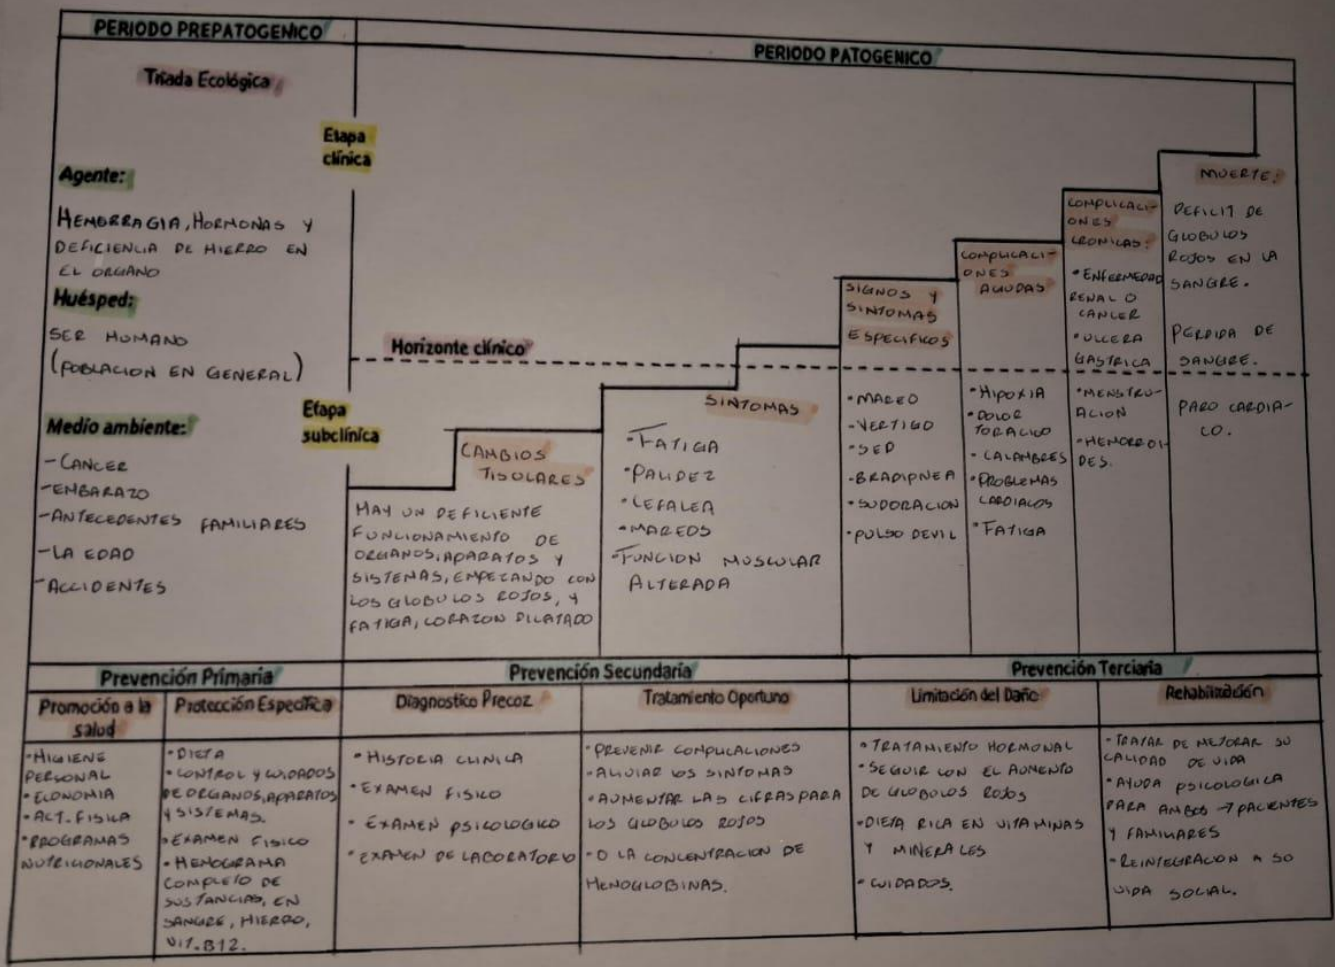 PERIODO PREPATOGENICO
PERIODO PATOGENICO
Triada Ecológica
Etapa
clínica
Agente:
HEMORRAGIA, HORMONAS Y
DEFICIENCIA DE HIERRO EN
EL ORGANO
Huésped:
SER HUMANO
(POBLACION EN GENERAL)
Medio ambiente:
-CANCER
-EMBARAZO
-ANTECEDENTES FAMILIARES
-LA EDAD
-ACCIDENTES
Horizonte clínico
Etapa
subclínica
CAMBIOS
TISULARES
HAY UN DEFICIENTE
FUNCIONAMIENTO DE
ORGANOS, APARATOS Y
SISTEMAS, EMPEZANDO CON
LOS GLOBULOS ROJOS, Y
FATIGA, CORAZON DILATADO
SINTOMAS
•FATIGA
•PALIDEZ
•CEFALEA
•MAREOS
•FUNCION MUSCULAR
ALTERADA
SIGNOS Y
SINTOMAS
ESPECIFICOS
•MAREO
•VERTIGO
•SED
•BRADIPNEA
•SUDORACION
•PULSO DEVIL
COMPLICACI-
ONES
AGUDAS
•HIPOXIA
•DOLOR
TORACICO
•CALAMBRES
•PROBLEMAS
CARDIACOS
•FATIGA
COMPLICACI-
ONES
CRONICAS:
•ENFERMEDAD
RENAL O
CANCER
•ULCERA
GASTRICA
•MENSTRU-
ACION
•HEMORROI-
DES.
MUERTE:
DEFICIT DE
GLOBULOS
ROJOS EN LA
SANGRE.
PERDIDA DE
SANGRE.
PARO CARDIA-
CO.
Prevención Primaria
Prevención Secundaria
Prevención Terciaria
Promoción a la
salud
Protección Especifica
Diagnostico Precoz
Tratamiento Oportuno
Limitación del Daño
Rehabilitación
•HIGIENE
PERSONAL
•ECONOMIA
•ACT. FISICA
•PROGRAMAS
NUTRICIONALES
•DIETA
•CONTROL Y CUIDADOS
DE ORGANOS, APARATOS
Y SISTEMAS.
•EXAMEN FISICO
•HEMOGRAMA
COMPLETO DE
SUSTANCIAS, EN
SANGRE, HIERRO,
VIT. B12.
•HISTORIA CLINICA
•EXAMEN FISICO
•EXAMEN PSICOLOGICO
•EXAMEN DE LABORATORIO
•PREVENIR COMPLICACIONES
•ALIVIAR LOS SINTOMAS
•AUMENTAR LAS CIFRAS PARA
LOS GLOBULOS ROJOS
•O LA CONCENTRACION DE
HEMOGLOBINAS.
•TRATAMIENTO HORMONAL
•SEGUIR CON EL AUMENTO
DE GLOBULOS ROJOS
•DIETA RICA EN VITAMINAS
Y MINERALES
•CUIDADOS.
•TRATAR DE MEJORAR SU
CALIDAD DE VIDA
•AYUDA PSICOLOGICA
PARA AMBOS → PACIENTES
Y FAMILIARES
•REINTEGRACION A SU
VIDA SOCIAL.